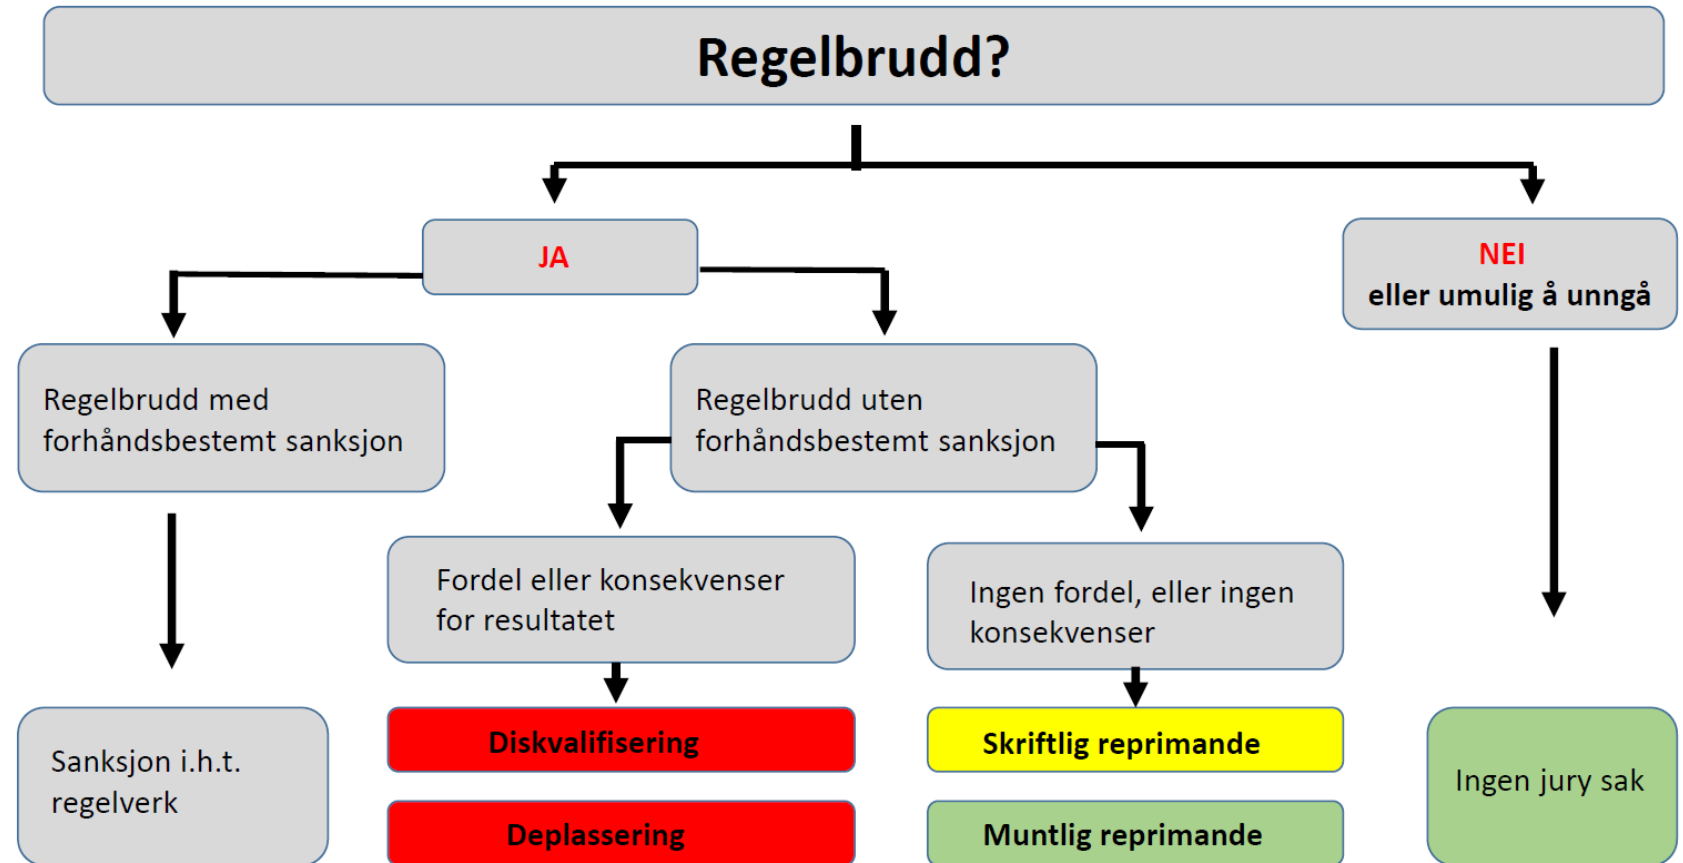 Regelbrudd?
JA
NEI
eller umulig å unngå
Regelbrudd med
forhåndsbestemt sanksjon
Regelbrudd uten
forhåndsbestemt sanksjon
Fordel eller konsekvenser
for resultatet
Ingen fordel, eller ingen
konsekvenser
Sanksjon i.h.t.
regelverk
Diskvalifisering
Deplassering
Skriftlig reprimande
Muntlig reprimande
Ingen jury sak